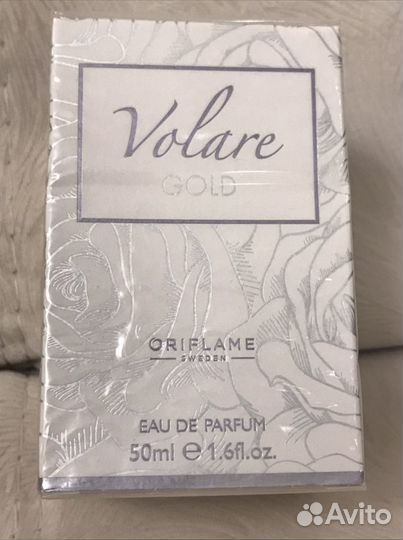 Volare
GOLD
ORIFLAME
SWEDEN
EAU DE PARFUM
50ml e 1.6fl.oz.
Avito